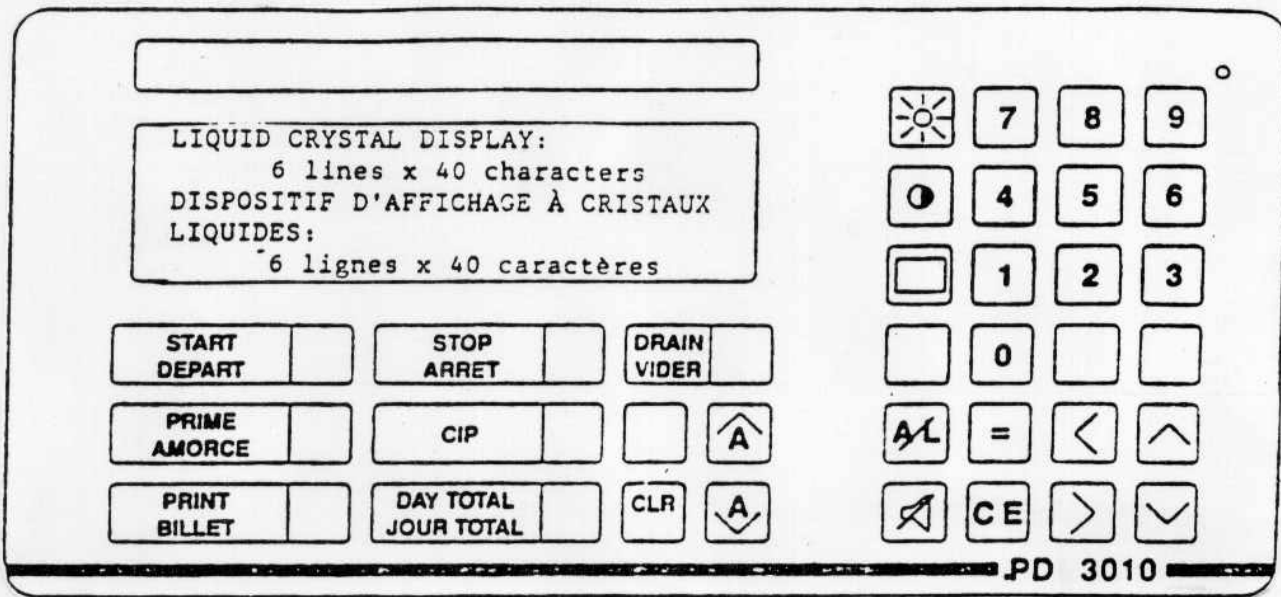 LIQUID CRYSTAL DISPLAY:
6 lines x 40 characters
DISPOSITIF D'AFFICHAGE À CRISTAUX
LIQUIDES:
6 lignes x 40 caractères
START
DEPART
STOP
ARRET
DRAIN
VIDER
PRIME
AMORCE
CIP
A
PRINT
BILLET
DAY TOTAL
JOUR TOTAL
CLR
A
7 8 9
4 5 6
1 2 3
0
A/L = < ^
CE >
PD 3010